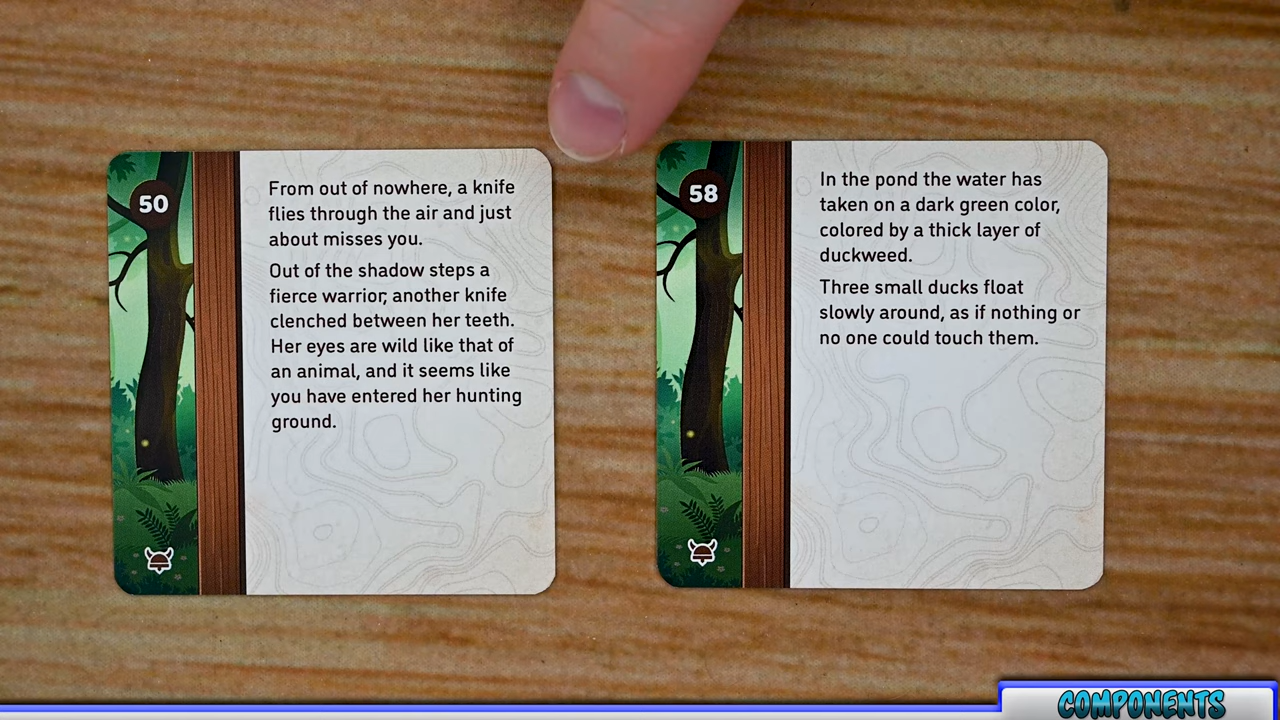 50
From out of nowhere, a knife
flies through the air and just
about misses you.
Out of the shadow steps a
fierce warrior; another knife
clenched between her teeth.
Her eyes are wild like that of
an animal, and it seems like
you have entered her hunting
ground.
58
In the pond the water has
taken on a dark green color,
colored by a thick layer of
duckweed.
Three small ducks float
slowly around, as if nothing or
no one could touch them.
COMPONENTS